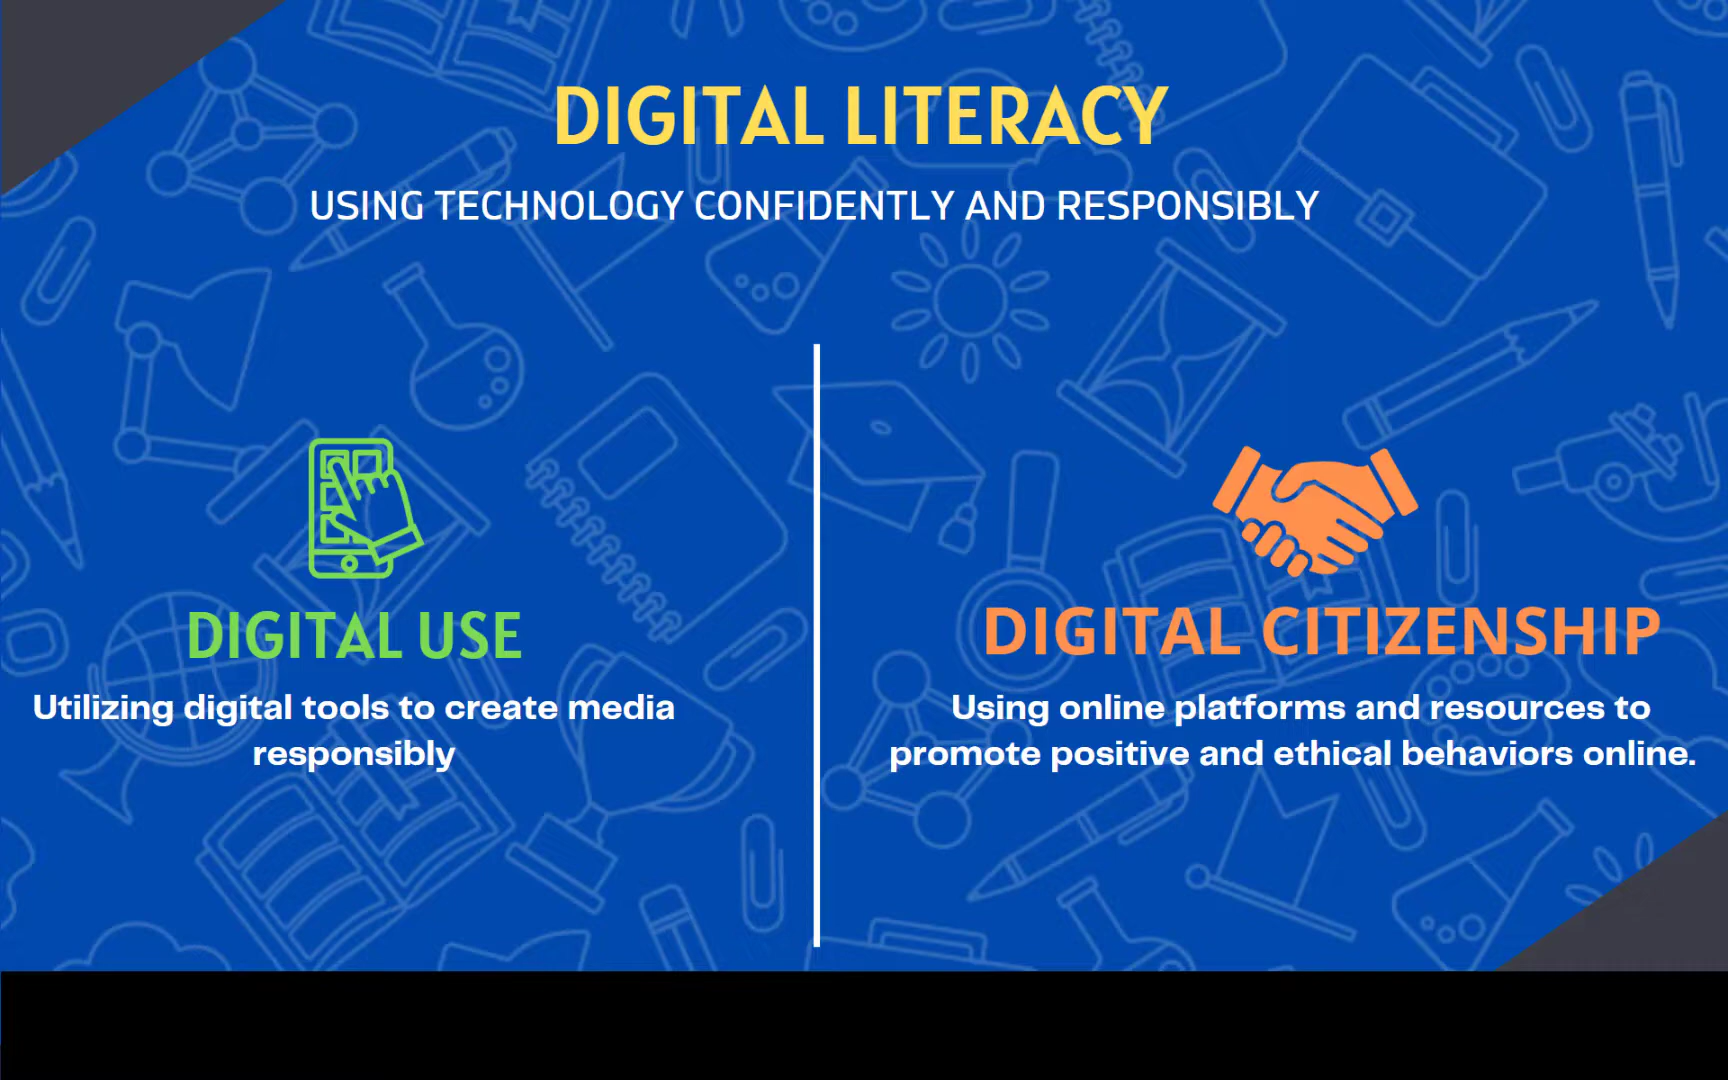 DIGITAL LITERACY
USING TECHNOLOGY CONFIDENTLY AND RESPONSIBLY
DIGITAL USE
Utilizing digital tools to create media
responsibly
DIGITAL CITIZENSHIP
Using online platforms and resources to
promote positive and ethical behaviors online.